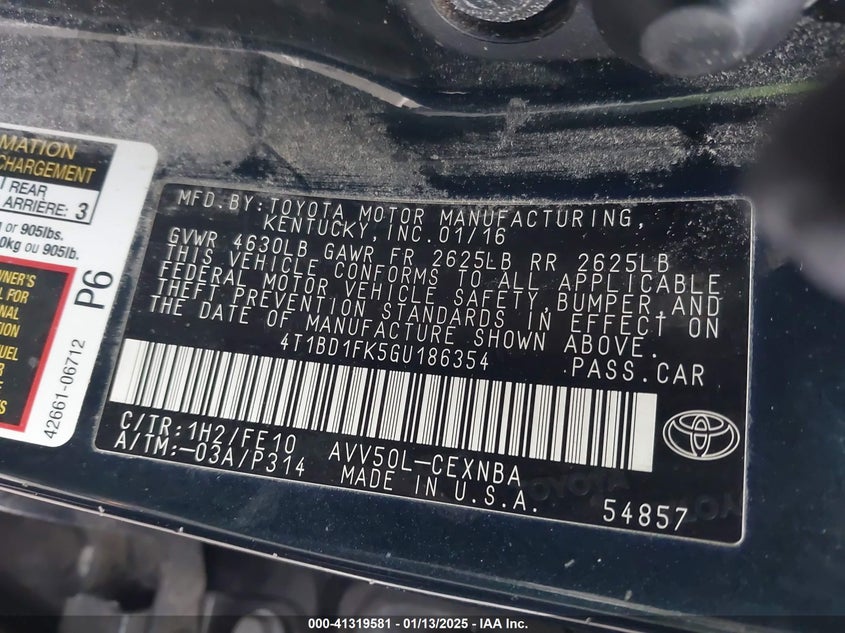 MATION
CHARGEMENT
REAR
ARRIÈRE: 3
or 905lbs.
0kg ou 905lb.
P6
42661-06712
MFD. BY: TOYOTA MOTOR MANUFACTURING,
KENTUCKY, INC. 01/16
GVWR 4630LB GAWR FR 2625LB RR 2625LB
THIS VEHICLE CONFORMS TO ALL APPLICABLE
FEDERAL MOTOR VEHICLE SAFETY, BUMPER, AND
THEFT PREVENTION STANDARDS IN EFFECT ON
THE DATE OF MANUFACTURE SHOWN ABOVE.
4T1BD1FK5GU186354 PASS. CAR
C/TR: 1H2/FE10 AVV50L-CEXNBA
A/TM: -03A/P314 MADE IN U.S.A.
54857
TOYOTA
000-41319581 / 01/13/2025 - IAA Inc.